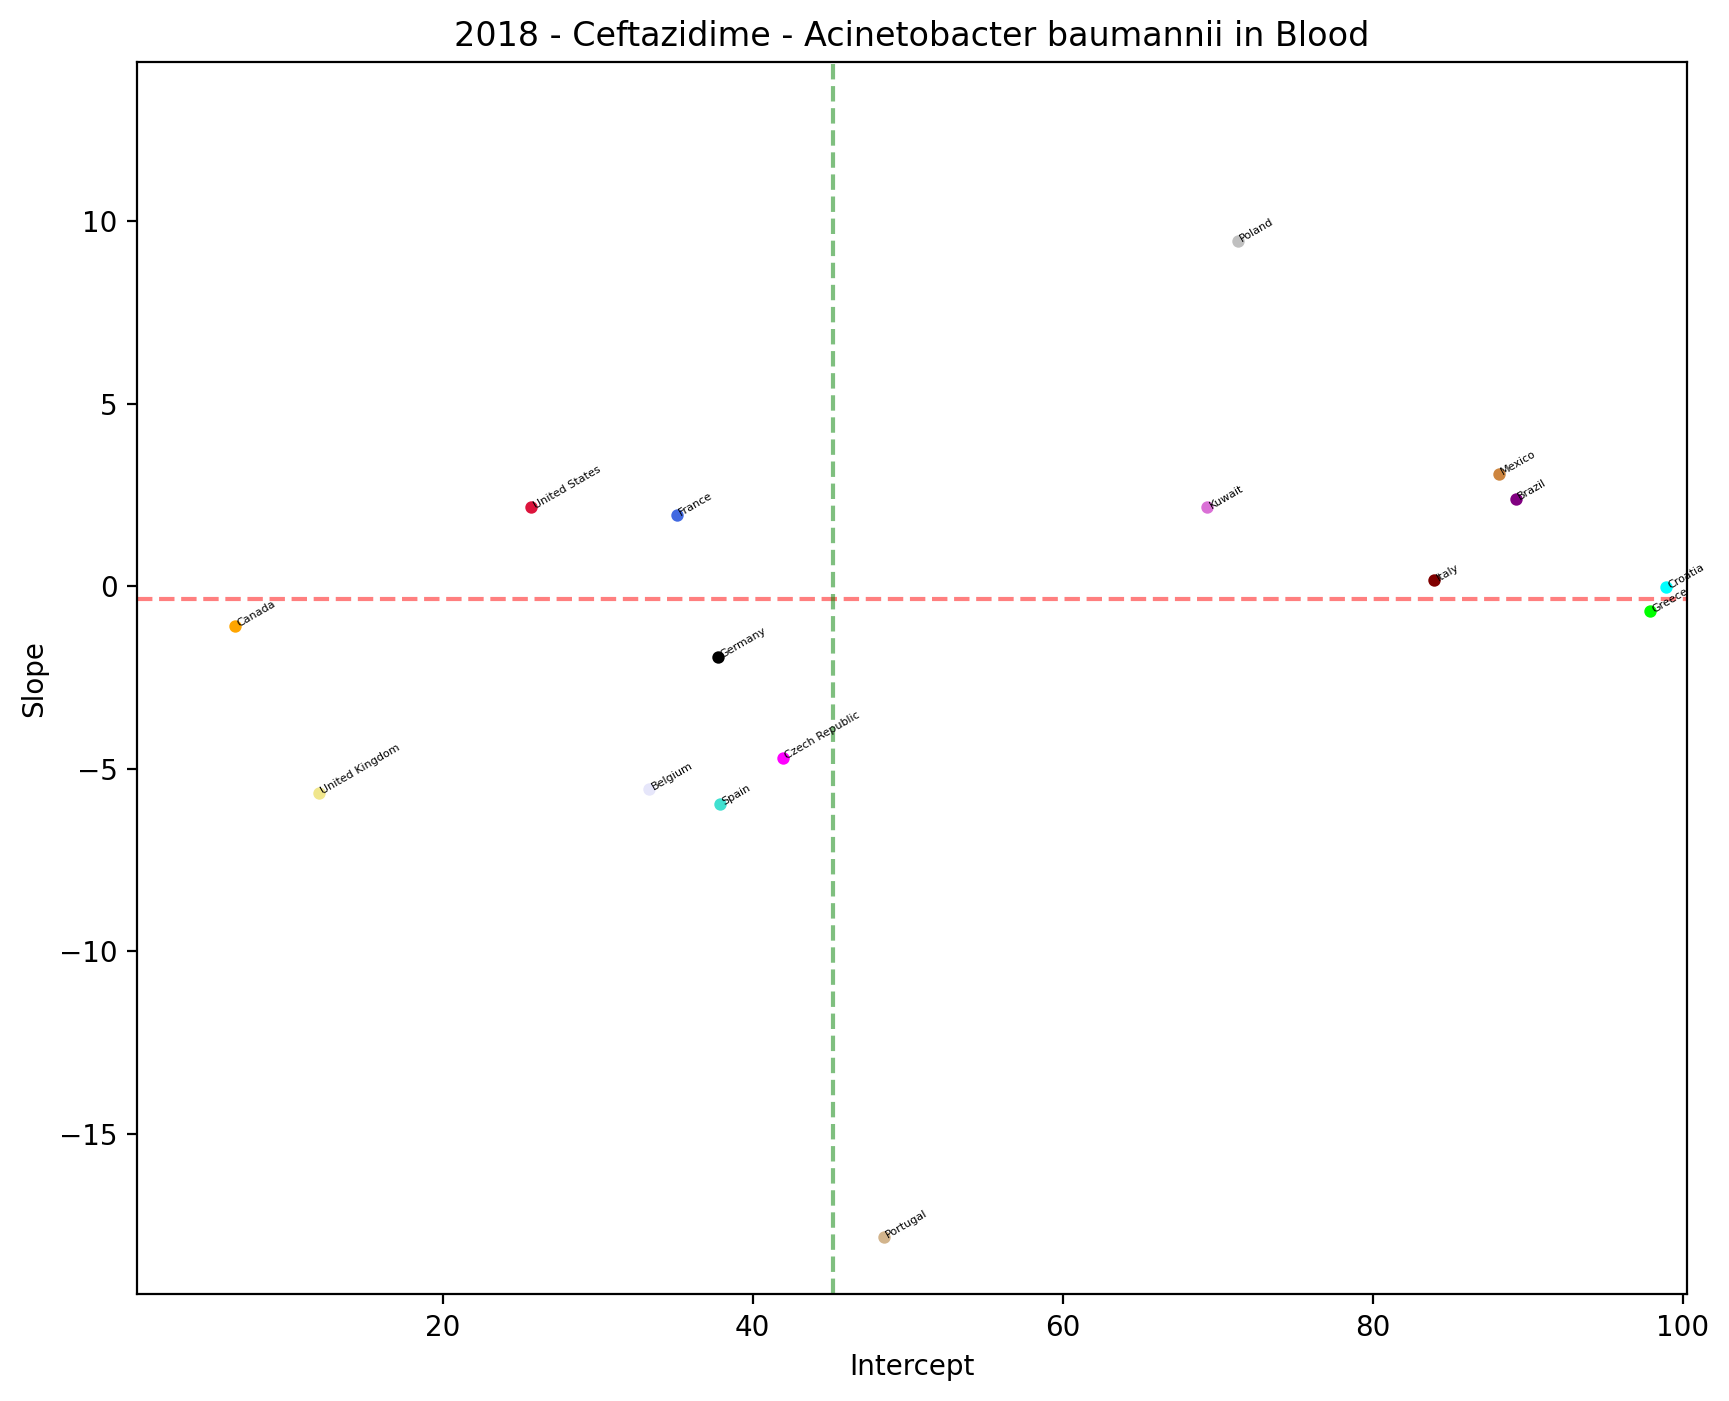 2018 - Ceftazidime - Acinetobacter baumannii in Blood
10
5
0
−5
−10
−15
Slope
Poland
United States
France
Kuwait
Mexico
Brazil
Italy
Croatia
Greece
Canada
Germany
Czech Republic
United Kingdom
Belgium
Spain
Portugal
20
40
60
80
100
Intercept